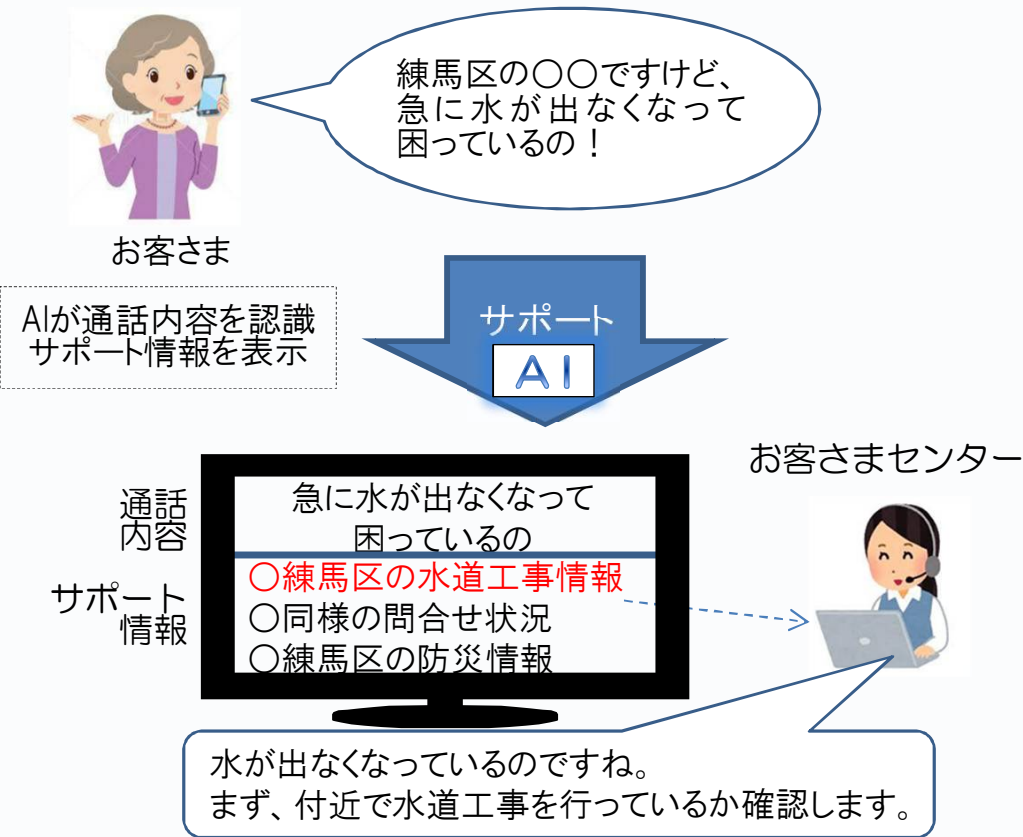 練馬区の〇〇ですけど、
急に水が出なくなって
困っているの！
お客さま
AIが通話内容を認識
サポート情報を表示
サポート
AI
お客さまセンター
通話
内容
急に水が出なくなって
困っているの
サポート
情報
〇練馬区の水道工事情報
〇同様の問合せ状況
〇練馬区の防災情報
水が出なくなっているのですね。
まず、付近で水道工事を行っているか確認します。